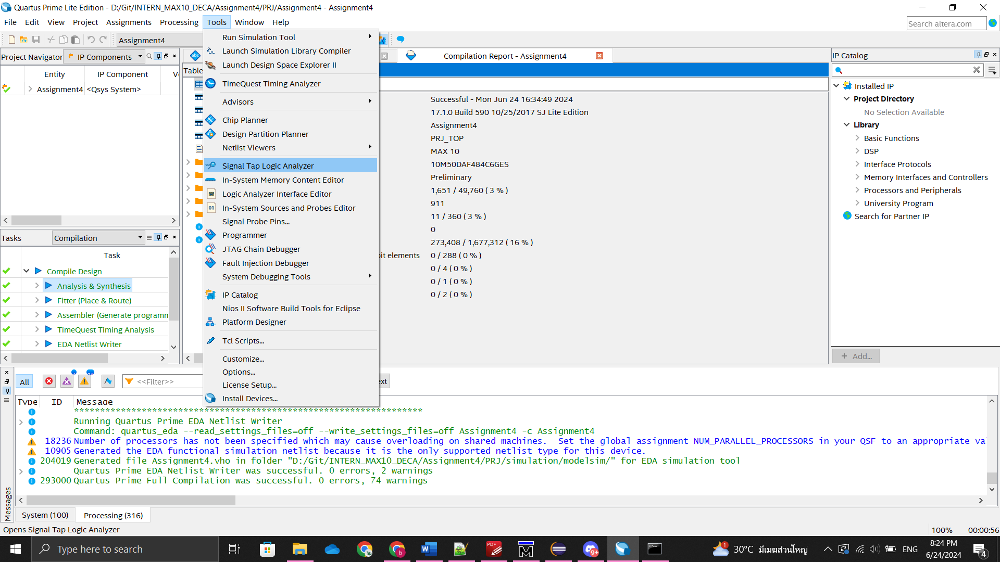 Quartus Prime Lite Edition - D:/Git/INTERN_MAX10_DECA/Assignment4/PRJ/Assignment4 - Assignment4
File Edit View Project Assignments Processing Tools Window Help
Search altera.com
Assignment4
Project Navigator IP Components
Entity IP Component
Assignment4 <Qsys System>
Tasks Compilation
Task
Compile Design
Analysis & Synthesis
Fitter (Place & Route)
Assembler (Generate programm
TimeQuest Timing Analysis
EDA Netlist Writer
Run Simulation Tool
Launch Simulation Library Compiler
Launch Design Space Explorer II
TimeQuest Timing Analyzer
Advisors
Chip Planner
Design Partition Planner
Netlist Viewers
Signal Tap Logic Analyzer
In-System Memory Content Editor
Logic Analyzer Interface Editor
In-System Sources and Probes Editor
Signal Probe Pins...
Programmer
JTAG Chain Debugger
Fault Injection Debugger
System Debugging Tools
IP Catalog
Nios II Software Build Tools for Eclipse
Platform Designer
Tcl Scripts...
Customize...
Options...
License Setup...
Install Devices...
Compilation Report - Assignment4
Table
Successful - Mon Jun 24 16:34:49 2024
17.1.0 Build 590 10/25/2017 SJ Lite Edition
Assignment4
PRJ_TOP
MAX 10
10M50DAF484C6GES
Preliminary
1,651 / 49,760 ( 3 % )
911
11 / 360 ( 3 % )
0
273,408 / 1,677,312 ( 16 % )
bit elements 0 / 288 ( 0 % )
0 / 4 ( 0 % )
0 / 1 ( 0 % )
0 / 2 ( 0 % )
IP Catalog
Installed IP
Project Directory
No Selection Available
Library
Basic Functions
DSP
Interface Protocols
Memory Interfaces and Controllers
Processors and Peripherals
University Program
Search for Partner IP
+ Add...
All <<Filter>> ext
Type ID Message
*******************************************************************
Running Quartus Prime EDA Netlist Writer
Command: quartus_eda --read_settings_files=off --write_settings_files=off Assignment4 -c Assignment4
18236 Number of processors has not been specified which may cause overloading on shared machines.  Set the global assignment NUM_PARALLEL_PROCESSORS in your QSF to an appropriate va
10905 Generated the EDA functional simulation netlist because it is the only supported netlist type for this device.
204019 Generated file Assignment4.vho in folder "D:/Git/INTERN_MAX10_DECA/Assignment4/PRJ/simulation/modelsim/" for EDA simulation tool
Quartus Prime EDA Netlist Writer was successful. 0 errors, 2 warnings
293000 Quartus Prime Full Compilation was successful. 0 errors, 74 warnings
Messages
System (100) Processing (316)
Opens Signal Tap Logic Analyzer
100% 00:00:56
Type here to search
30°C มีเมฆส่วนใหญ่
ENG
8:24 PM
6/24/2024
4